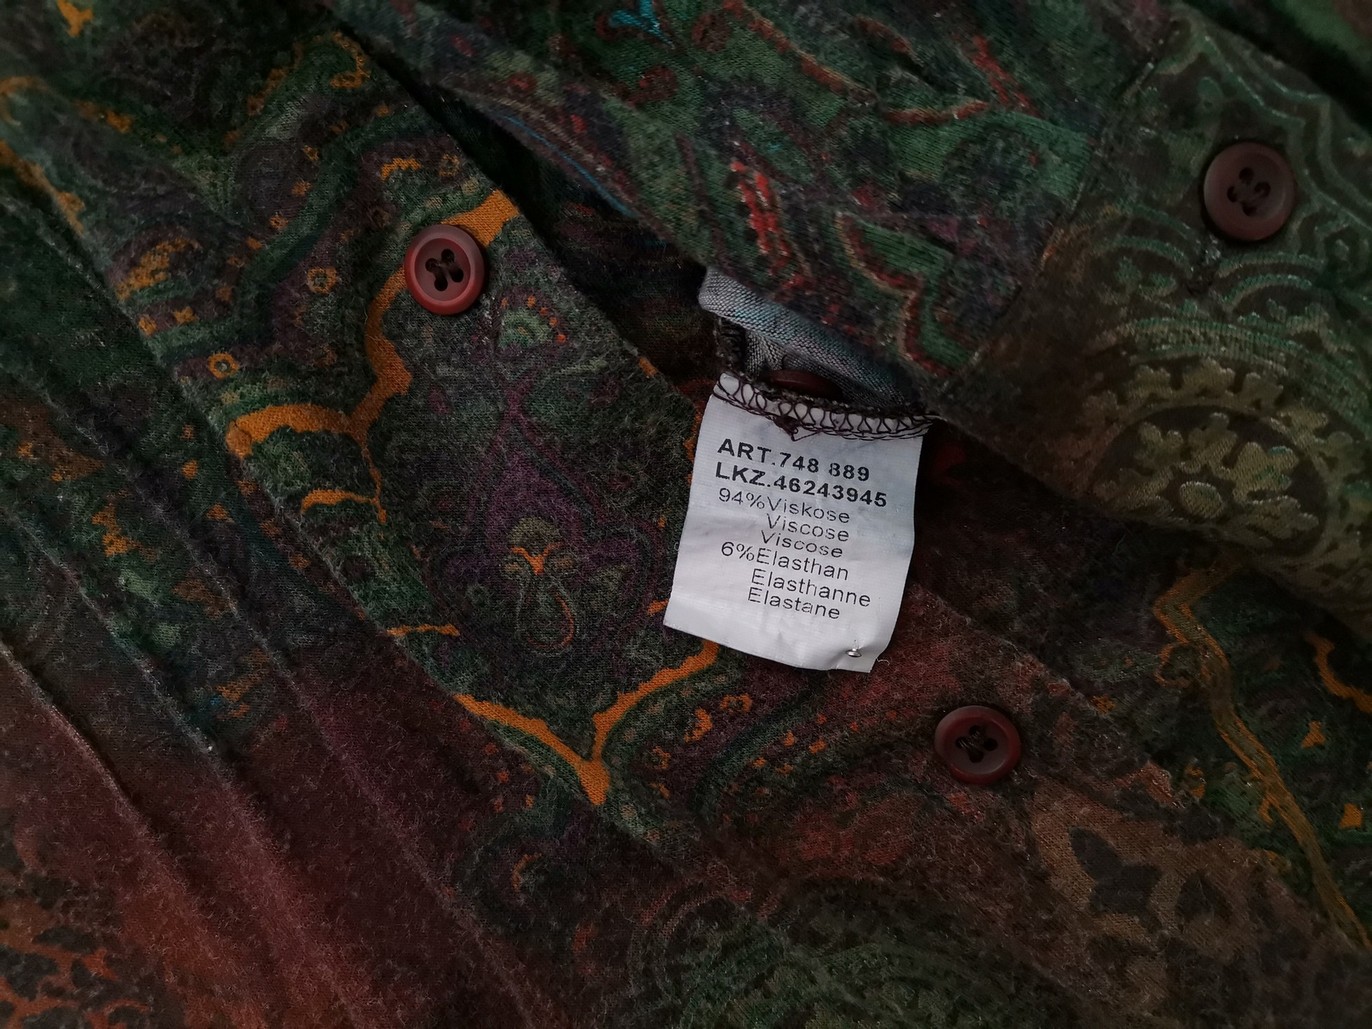 ART.748 889
LKZ.46243945
94%Viskose
Viscose
Viscose
6%Elasthan
Elasthanne
Elastane